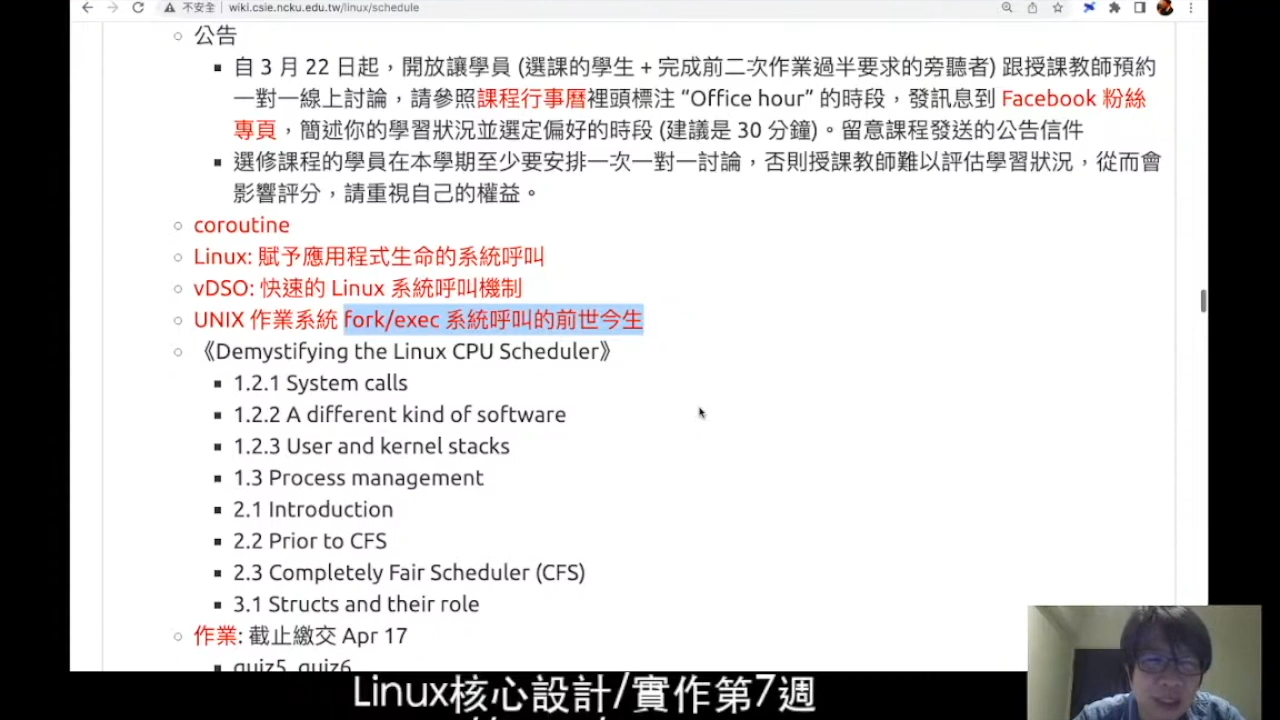 不安全 wiki.csie.ncku.edu.tw/linux/schedule
公告
自 3 月 22 日起，開放讓學員 (選課的學生 + 完成前二次作業過半要求的旁聽者) 跟授課教師預約
一對一線上討論，請參照課程行事曆裡頭標注 “Office hour” 的時段，發訊息到 Facebook 粉絲
專頁，簡述你的學習狀況並選定偏好的時段 (建議是 30 分鐘)。留意課程發送的公告信件
選修課程的學員在本學期至少要安排一次一對一討論，否則授課教師難以評估學習狀況，從而會
影響評分，請重視自己的權益。
coroutine
Linux: 賦予應用程式生命的系統呼叫
vDSO: 快速的 Linux 系統呼叫機制
UNIX 作業系統 fork/exec 系統呼叫的前世今生
《Demystifying the Linux CPU Scheduler》
1.2.1 System calls
1.2.2 A different kind of software
1.2.3 User and kernel stacks
1.3 Process management
2.1 Introduction
2.2 Prior to CFS
2.3 Completely Fair Scheduler (CFS)
3.1 Structs and their role
作業: 截止繳交 Apr 17
quiz5, quiz6
Linux核心設計/實作第7週